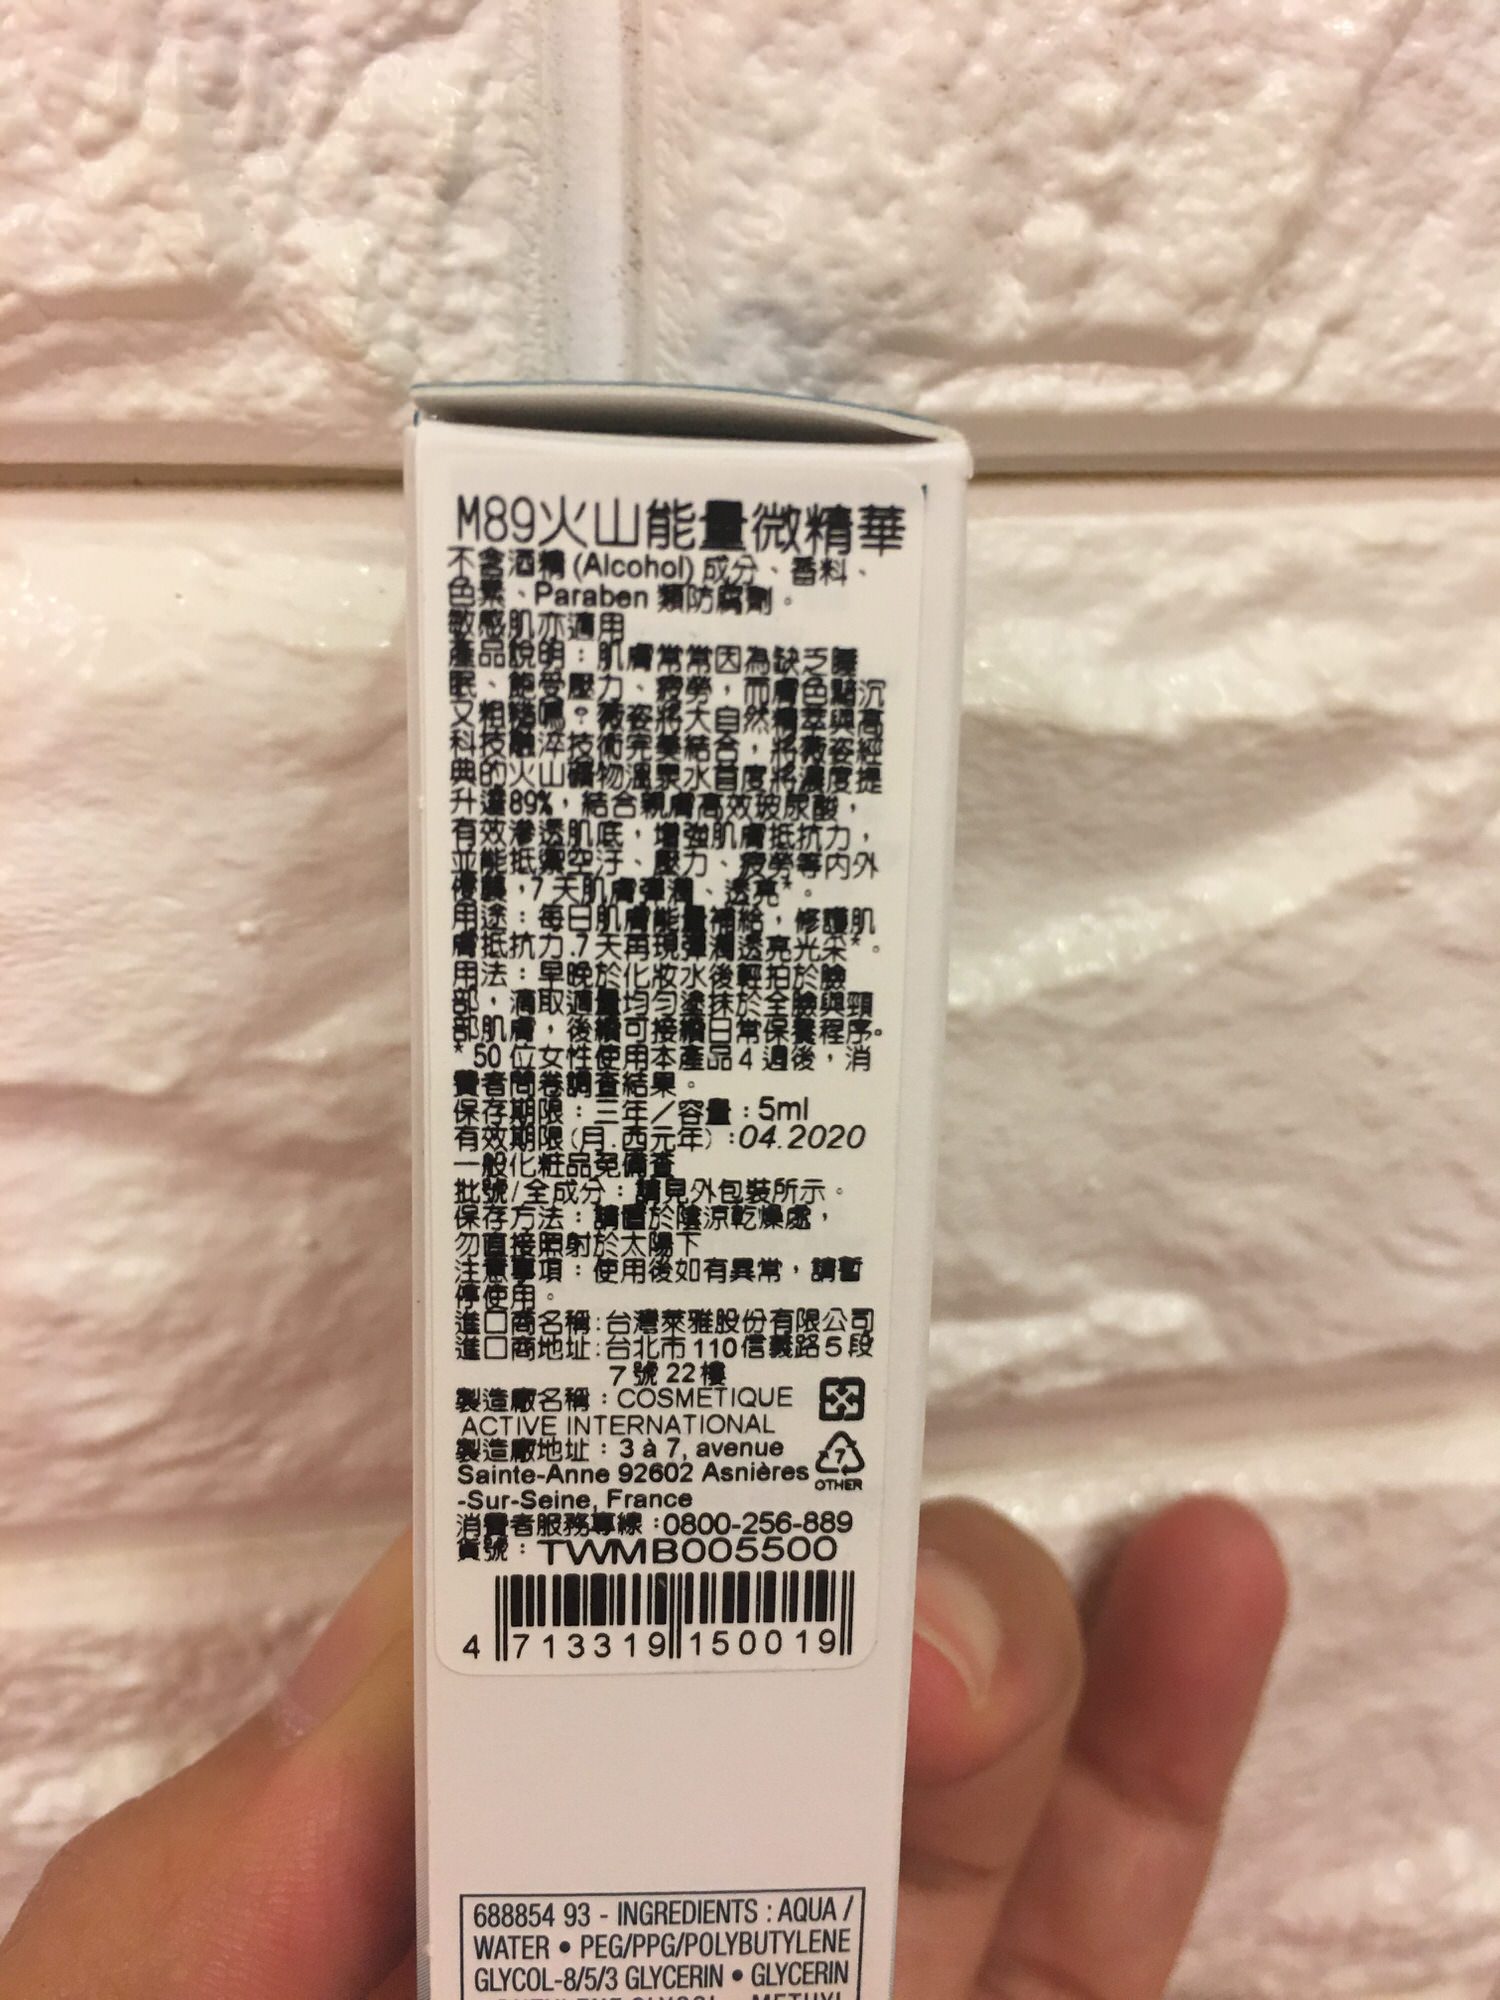 M89火山能量微精華
不含酒精 (Alcohol) 成分、香料、
色素、Paraben 類防腐劑。
敏感肌亦適用
產品說明：肌膚常常因為缺乏睡
眠、飽受壓力、疲勞，而膚色黯沉
又粗糙嗎？薇姿將大自然精萃與高
科技醫淬技術完美結合，將薇姿經
典的火山礦物溫泉水首度將濃度提
升達89%，結合親膚高效玻尿酸，
有效滲透肌底，增強肌膚抵抗力，
並能抵禦空汙、壓力、疲勞等內外
侵襲，7 天肌膚彈潤、透亮*。
用途：每日肌膚能量補給，修護肌
膚抵抗力.7 天再現彈潤透亮光采*。
用法：早晚於化妝水後輕拍於臉
部，滴取適量均勻塗抹於全臉與頸
部肌膚，後續可接續日常保養程序。
* 50 位女性使用本產品 4 週後，消
費者問卷調查結果。
保存期限：三年／容量：5ml
有效期限(月.西元年):04.2020
一般化粧品免備查
批號/全成分：請見外包裝所示。
保存方法：請置於陰涼乾燥處，
勿直接照射於太陽下
注意事項：使用後如有異常，請暫
停使用。
進口商名稱:台灣萊雅股份有限公司
進口商地址:台北市110信義路5段
7號22樓
製造廠名稱：COSMETIQUE
ACTIVE INTERNATIONAL
製造廠地址：3 à 7, avenue
Sainte-Anne 92602 Asnières
-Sur-Seine, France
7
OTHER
消費者服務專線:0800-256-889
貨號：TWMB005500
4 713319 150019
688854 93 - INGREDIENTS : AQUA /
WATER • PEG/PPG/POLYBUTYLENE
GLYCOL-8/5/3 GLYCERIN • GLYCERIN